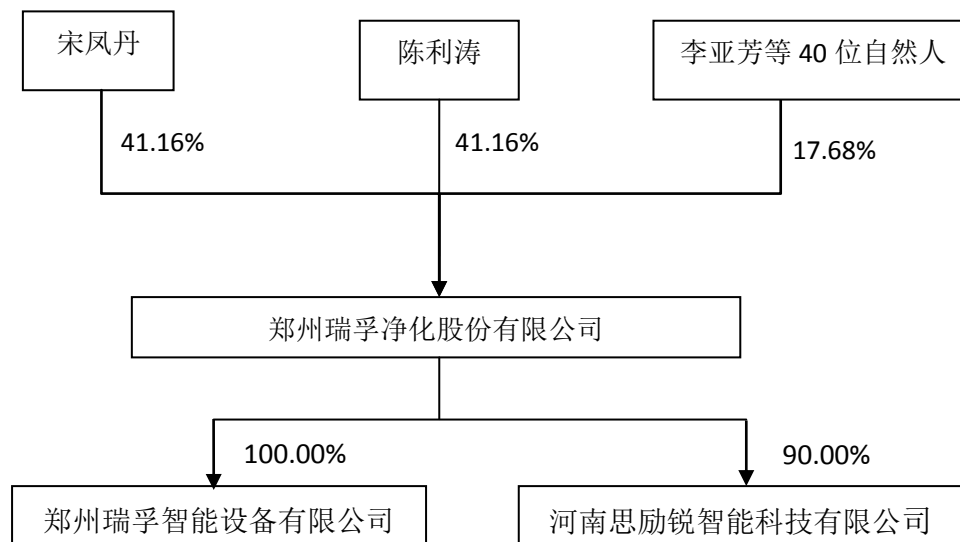 宋凤丹
陈利涛
李亚芳等 40 位自然人
41.16%
41.16%
17.68%
郑州瑞孚净化股份有限公司
100.00%
90.00%
郑州瑞孚智能设备有限公司
河南思励锐智能科技有限公司